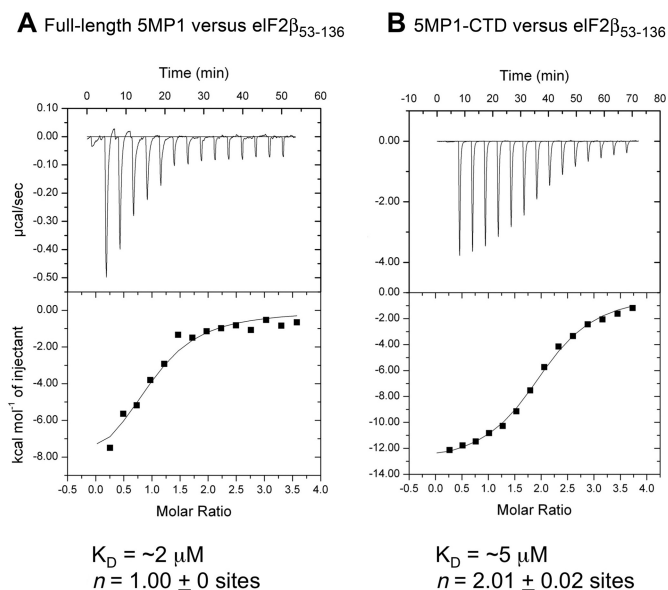 A Full-length 5MP1 versus eIF2β53-136
Time (min)
0 10 20 30 40 50 60
0.10
0.00
-0.10
-0.20
-0.30
-0.40
-0.50
µcal/sec
0.00
-2.00
-4.00
-6.00
-8.00
kcal mol-1 of injectant
-0.5 0.0 0.5 1.0 1.5 2.0 2.5 3.0 3.5 4.0
Molar Ratio
KD = ~2 µM
n = 1.00 ± 0 sites
B 5MP1-CTD versus eIF2β53-136
Time (min)
-10 0 10 20 30 40 50 60 70 80
0.00
-2.00
-4.00
0.00
-2.00
-4.00
-6.00
-8.00
-10.00
-12.00
-14.00
-0.5 0.0 0.5 1.0 1.5 2.0 2.5 3.0 3.5 4.0
Molar Ratio
KD = ~5 µM
n = 2.01 ± 0.02 sites